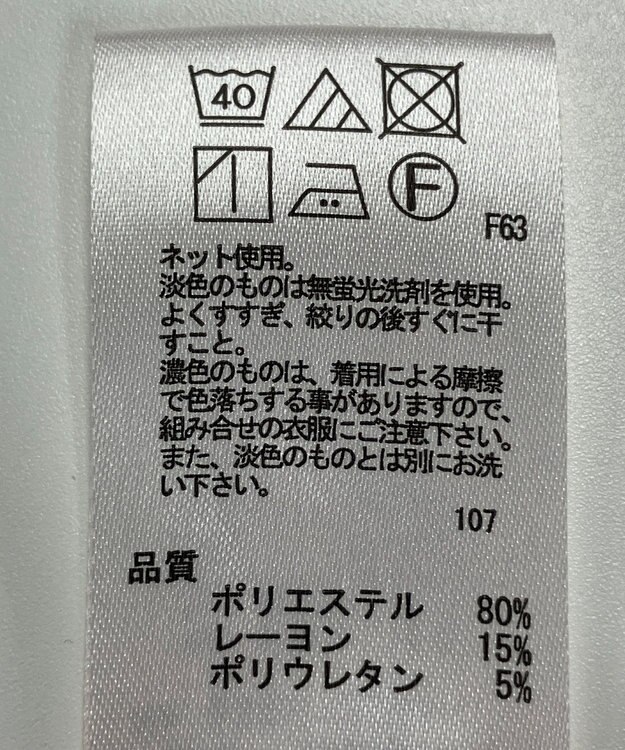 40
F
F63
ネット使用。
淡色のものは無蛍光洗剤を使用。
よくすすぎ、絞りの後すぐに干
すこと。
濃色のものは、着用による摩擦
で色落ちする事がありますので、
組み合せの衣服にご注意下さい。
また、淡色のものとは別にお洗
い下さい。
107
品質
ポリエステル 80%
レーヨン 15%
ポリウレタン 5%